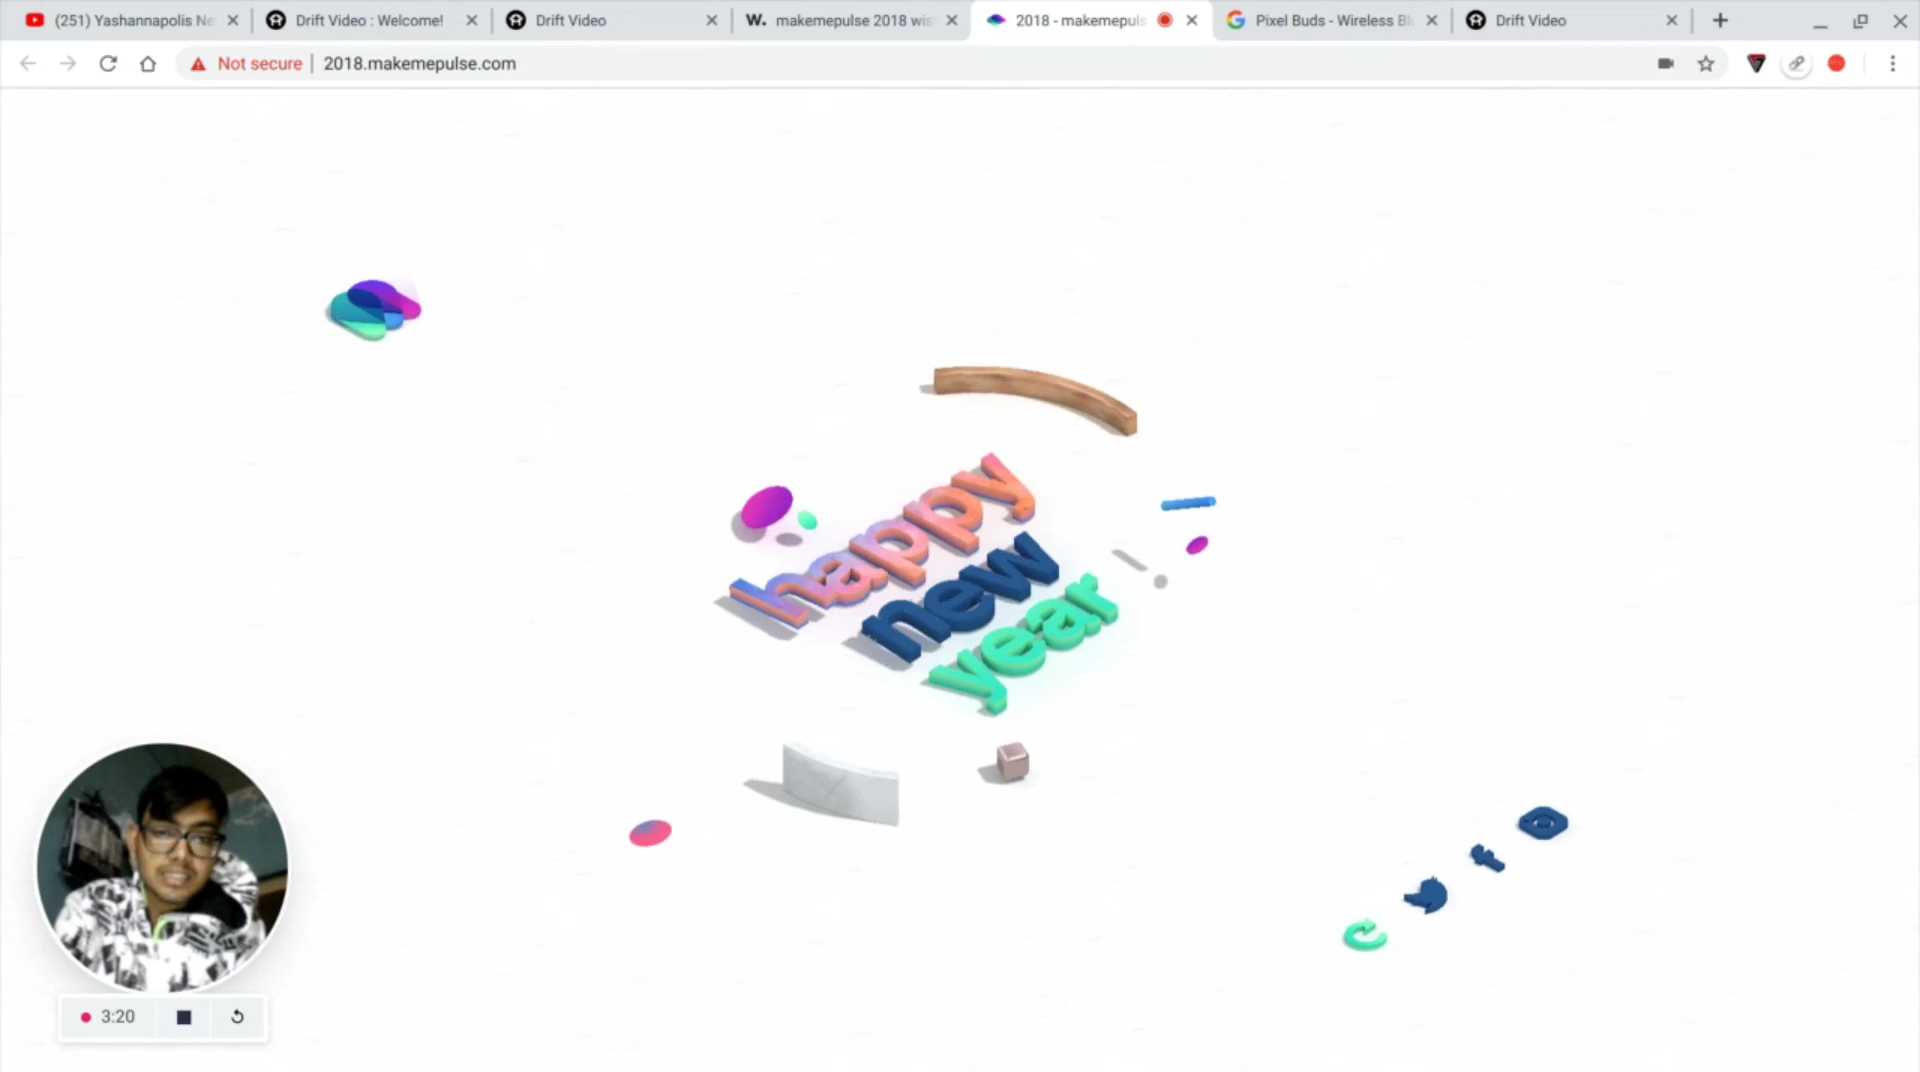 (251) Yashannapolis Ne
Drift Video : Welcome!
Drift Video
W. makemepulse 2018 wis
2018 - makemepuls
Pixel Buds - Wireless Bl
Drift Video
Not secure
2018.makemepulse.com
happy
new
year
3:20